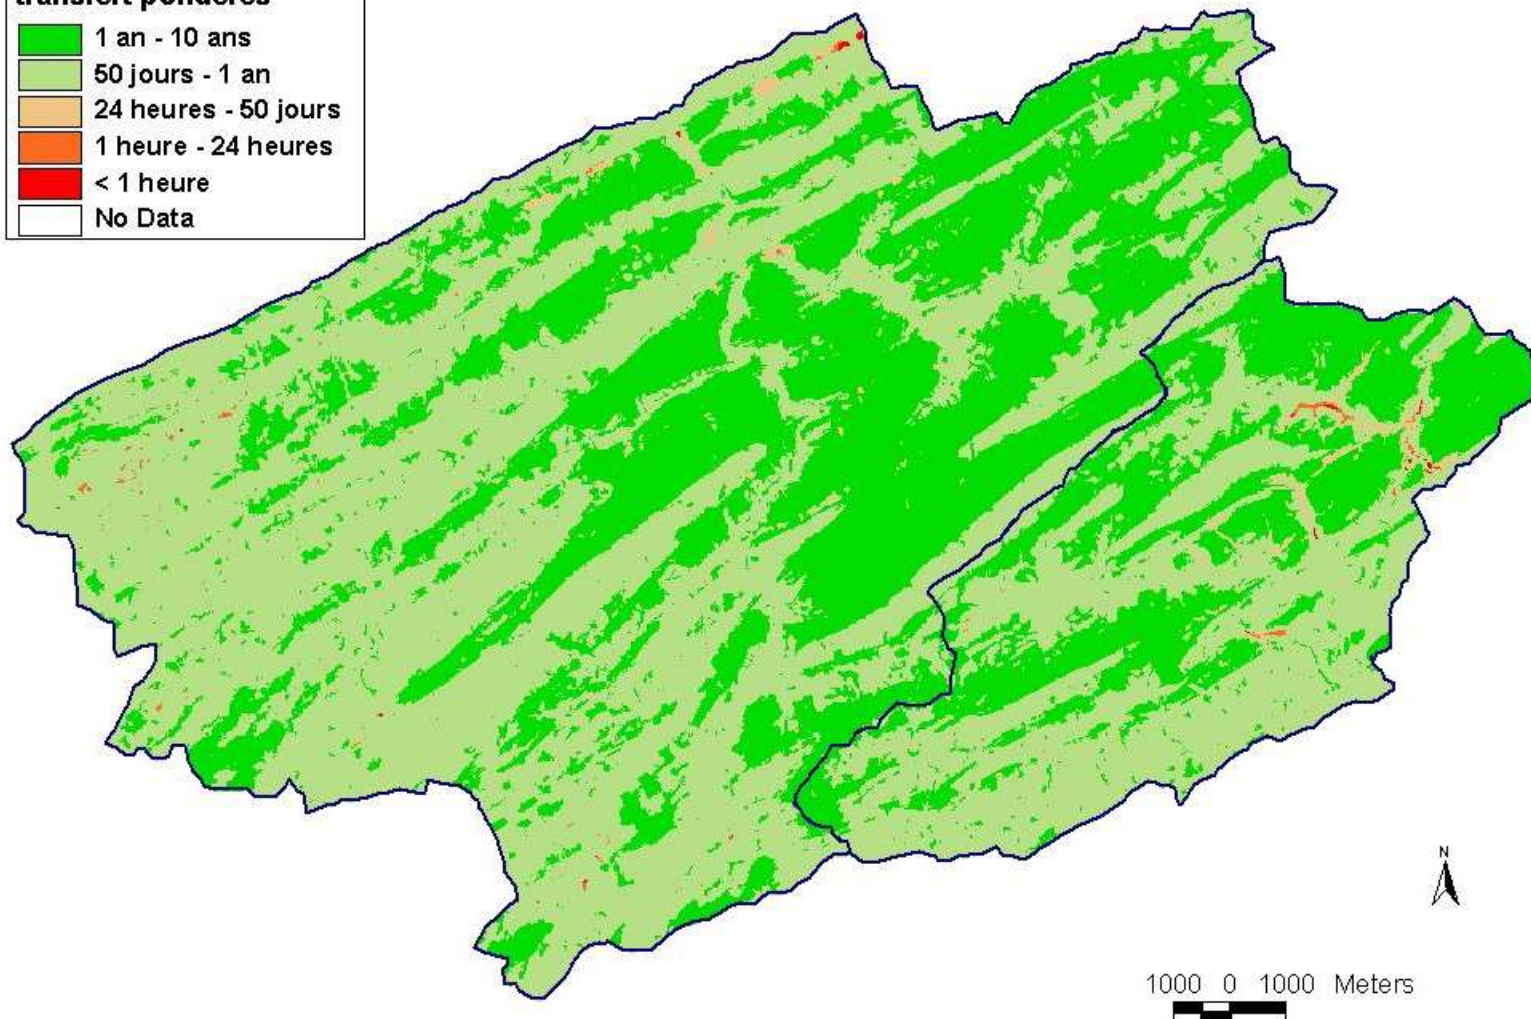 transfert pondérés
1 an - 10 ans
50 jours - 1 an
24 heures - 50 jours
1 heure - 24 heures
< 1 heure
No Data
N
1000 0 1000 Meters